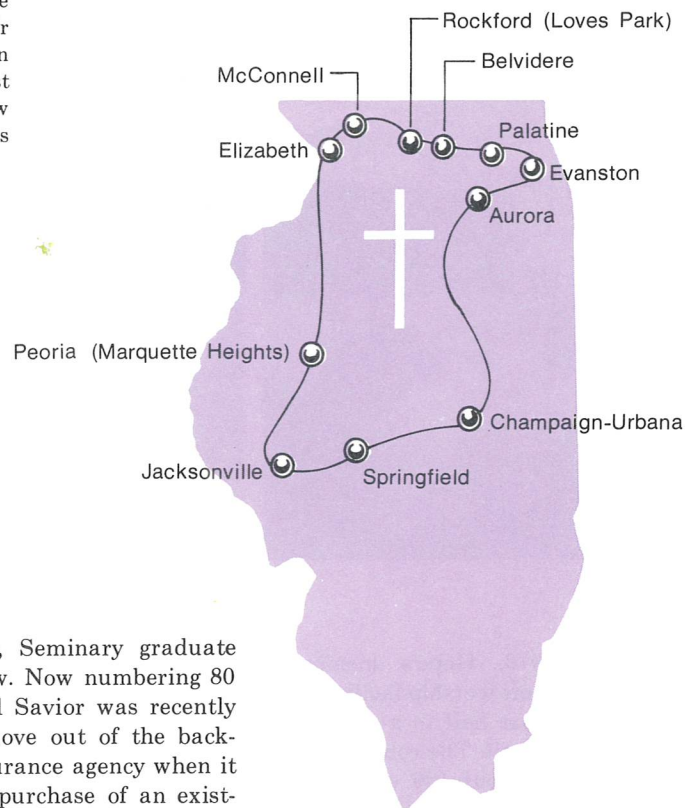 e
r
n
st
w
s
Rockford (Loves Park)
Belvidere
McConnell
Palatine
Elizabeth
Evanston
Aurora
Peoria (Marquette Heights)
Champaign-Urbana
Jacksonville
Springfield
, Seminary graduate
w. Now numbering 80
l Savior was recently
ove out of the back-
urance agency when it
purchase of an exist-